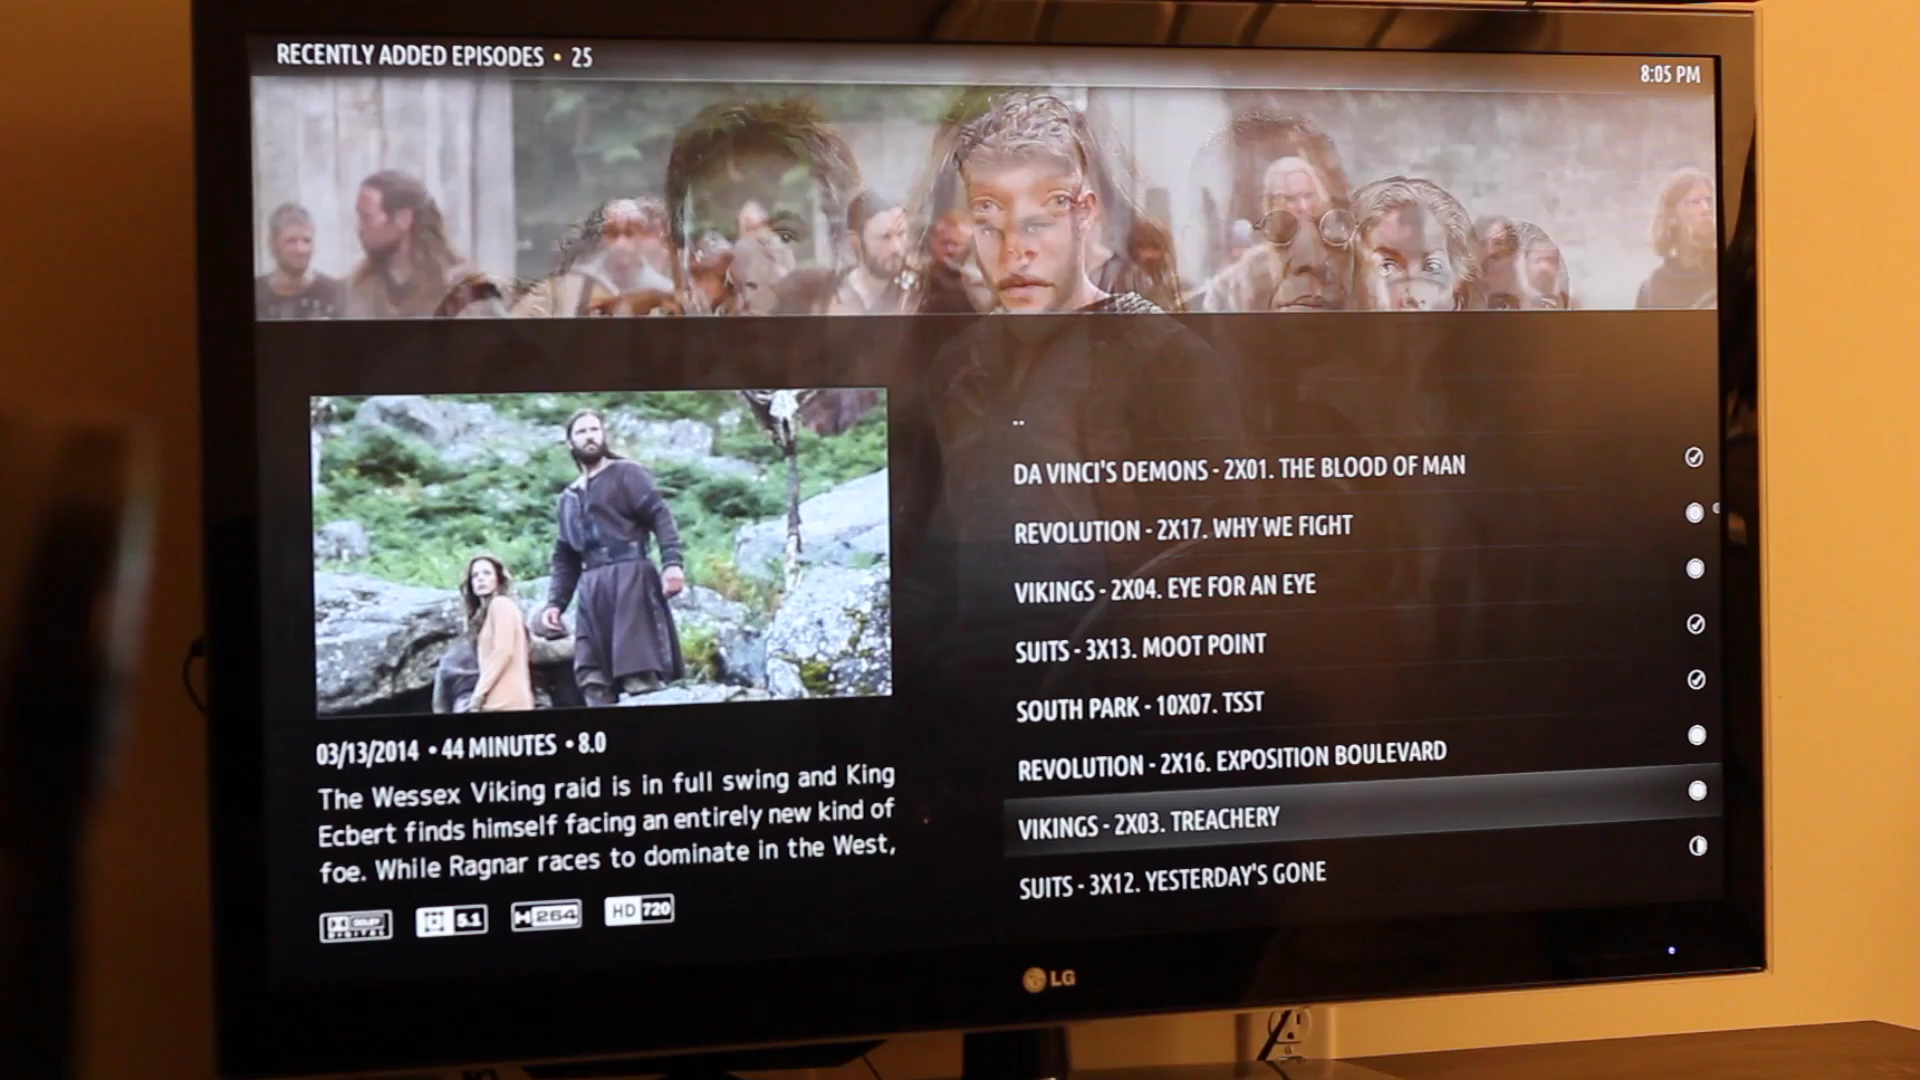 RECENTLY ADDED EPISODES • 25
8:05 PM
..
DA VINCI'S DEMONS - 2X01. THE BLOOD OF MAN
REVOLUTION - 2X17. WHY WE FIGHT
VIKINGS - 2X04. EYE FOR AN EYE
SUITS - 3X13. MOOT POINT
SOUTH PARK - 10X07. TSST
REVOLUTION - 2X16. EXPOSITION BOULEVARD
VIKINGS - 2X03. TREACHERY
SUITS - 3X12. YESTERDAY'S GONE
03/13/2014 • 44 MINUTES • 8.0
The Wessex Viking raid is in full swing and King
Ecbert finds himself facing an entirely new kind of
foe. While Ragnar races to dominate in the West,
DOLBY
DIGITAL
5.1
H 264
HD 720
LG